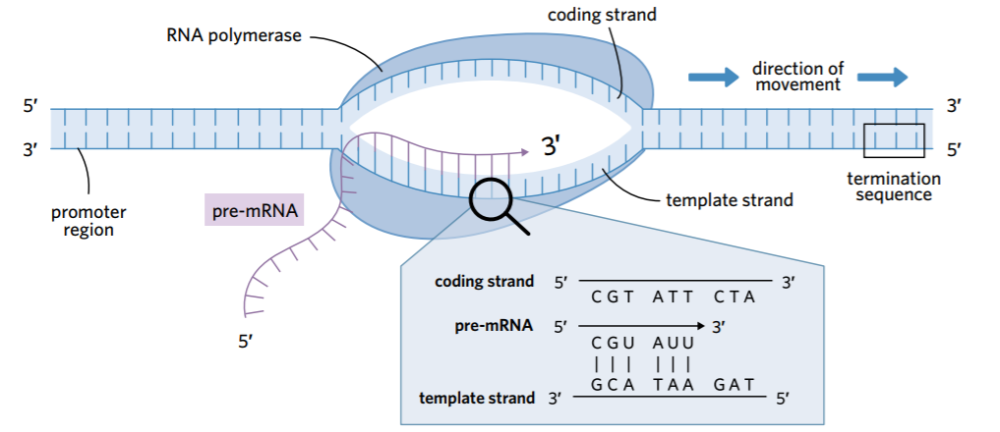 coding strand
RNA polymerase
direction of
movement
5′
3′
3′
5′
3′
termination
sequence
promoter
region
pre-mRNA
template strand
5′
coding strand 5′ 3′
CGT ATT CTA
pre-mRNA 5′ 3′
CGU AUU
GCA TAA GAT
template strand 3′ 5′